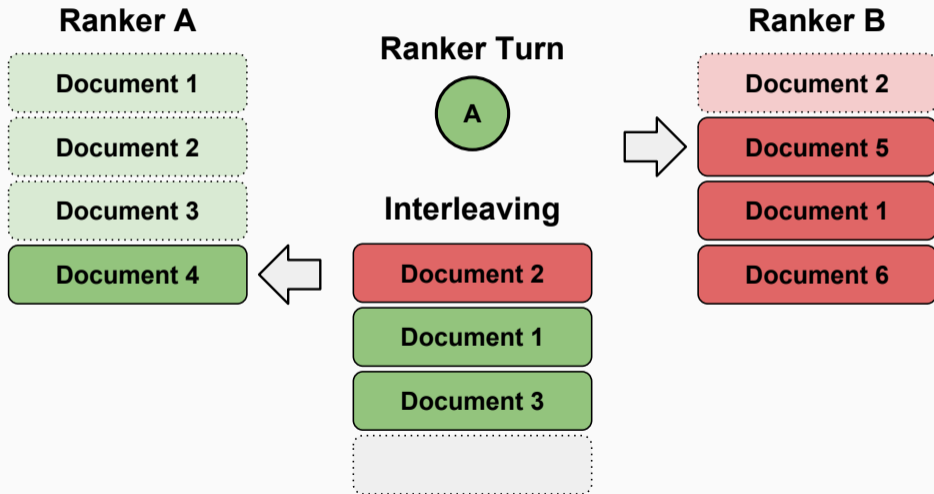 Ranker A
Document 1
Document 2
Document 3
Document 4
Ranker Turn
A
Interleaving
Document 2
Document 1
Document 3
Ranker B
Document 2
Document 5
Document 1
Document 6